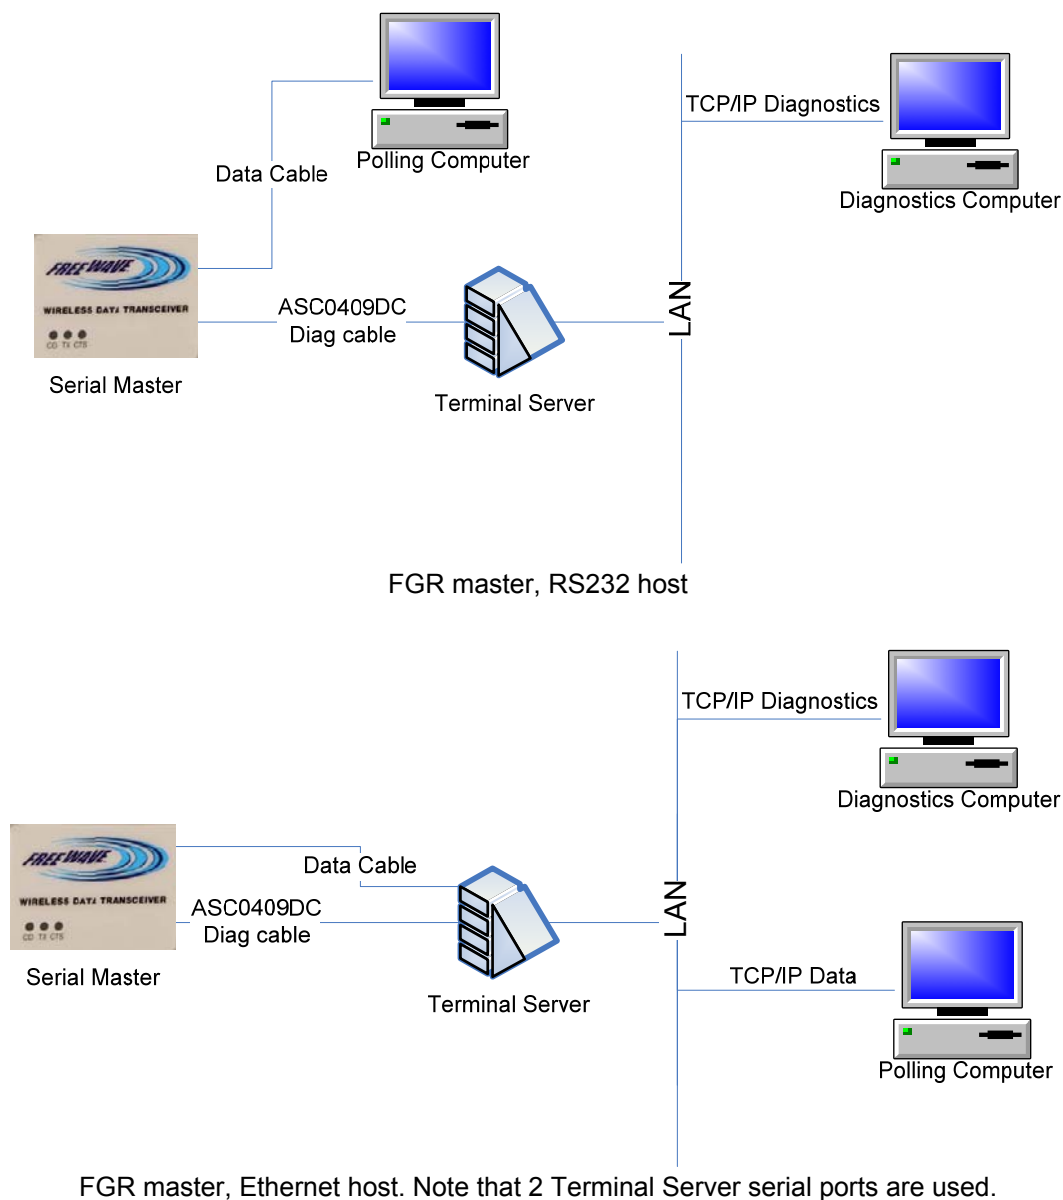 Polling Computer
TCP/IP Diagnostics
Diagnostics Computer
Data Cable
FREEWAVE
WIRELESS DATA TRANSCEIVER
CD TX CTS
Serial Master
ASC0409DC
Diag cable
Terminal Server
LAN
FGR master, RS232 host
TCP/IP Diagnostics
Diagnostics Computer
FREEWAVE
WIRELESS DATA TRANSCEIVER
CD TX CTS
Serial Master
Data Cable
ASC0409DC
Diag cable
Terminal Server
LAN
TCP/IP Data
Polling Computer
FGR master, Ethernet host. Note that 2 Terminal Server serial ports are used.